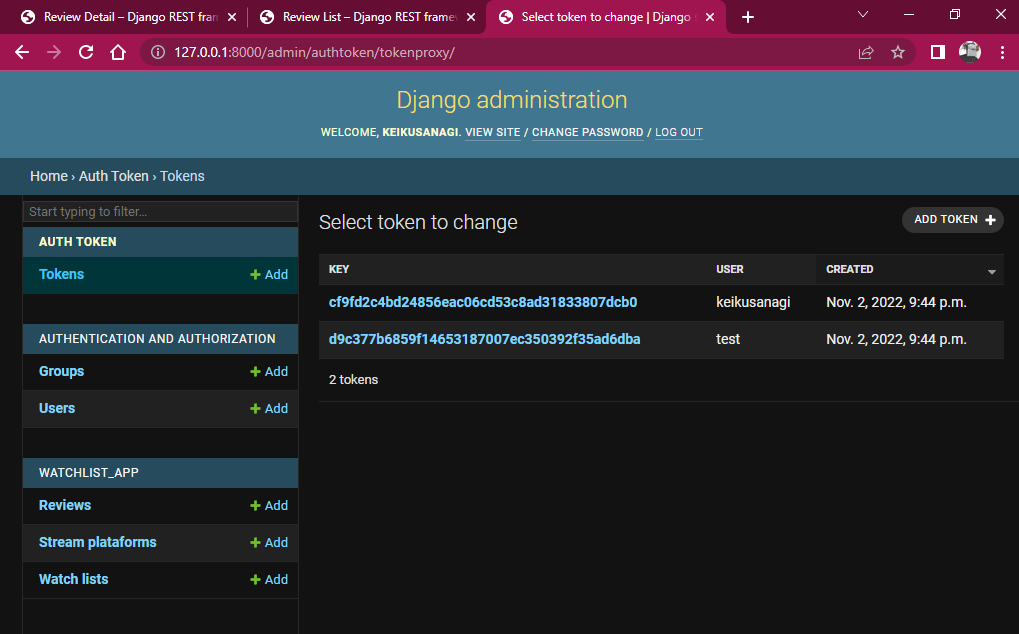 Review Detail – Django REST fram
Review List – Django REST framew
Select token to change | Django s
127.0.0.1:8000/admin/authtoken/tokenproxy/
Django administration
WELCOME, KEIKUSANAGI. VIEW SITE / CHANGE PASSWORD / LOG OUT
Home › Auth Token › Tokens
Start typing to filter...
AUTH TOKEN
Tokens + Add
AUTHENTICATION AND AUTHORIZATION
Groups + Add
Users + Add
WATCHLIST_APP
Reviews + Add
Stream plataforms + Add
Watch lists + Add
Select token to change
ADD TOKEN +
KEY USER CREATED
cf9fd2c4bd24856eac06cd53c8ad31833807dcb0 keikusanagi Nov. 2, 2022, 9:44 p.m.
d9c377b6859f14653187007ec350392f35ad6dba test Nov. 2, 2022, 9:44 p.m.
2 tokens